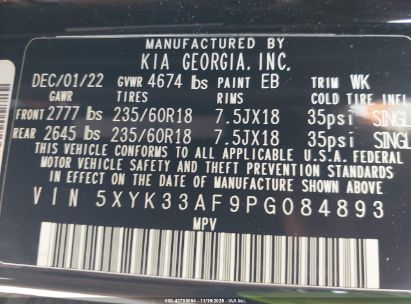 MANUFACTURED BY
KIA GEORGIA. INC.
DEC/01/22 GVWR 4674 lbs PAINT EB TRIM WK
GAWR TIRES RIMS COLD TIRE INFL
FRONT 2777 lbs 235/60R18 7.5JX18 35psi SINGL
REAR 2645 lbs 235/60R18 7.5JX18 35psi SINGL
THIS VEHICLE CONFORMS TO ALL APPLICABLE U.S.A. FEDERAL
MOTOR VEHICLE SAFETY AND THEFT PREVENTION STANDARDS
IN EFFECT ON THE DATE OF MANUFACTURE SHOWN ABOVE.
VIN 5XYK33AF9PG084893
MPV